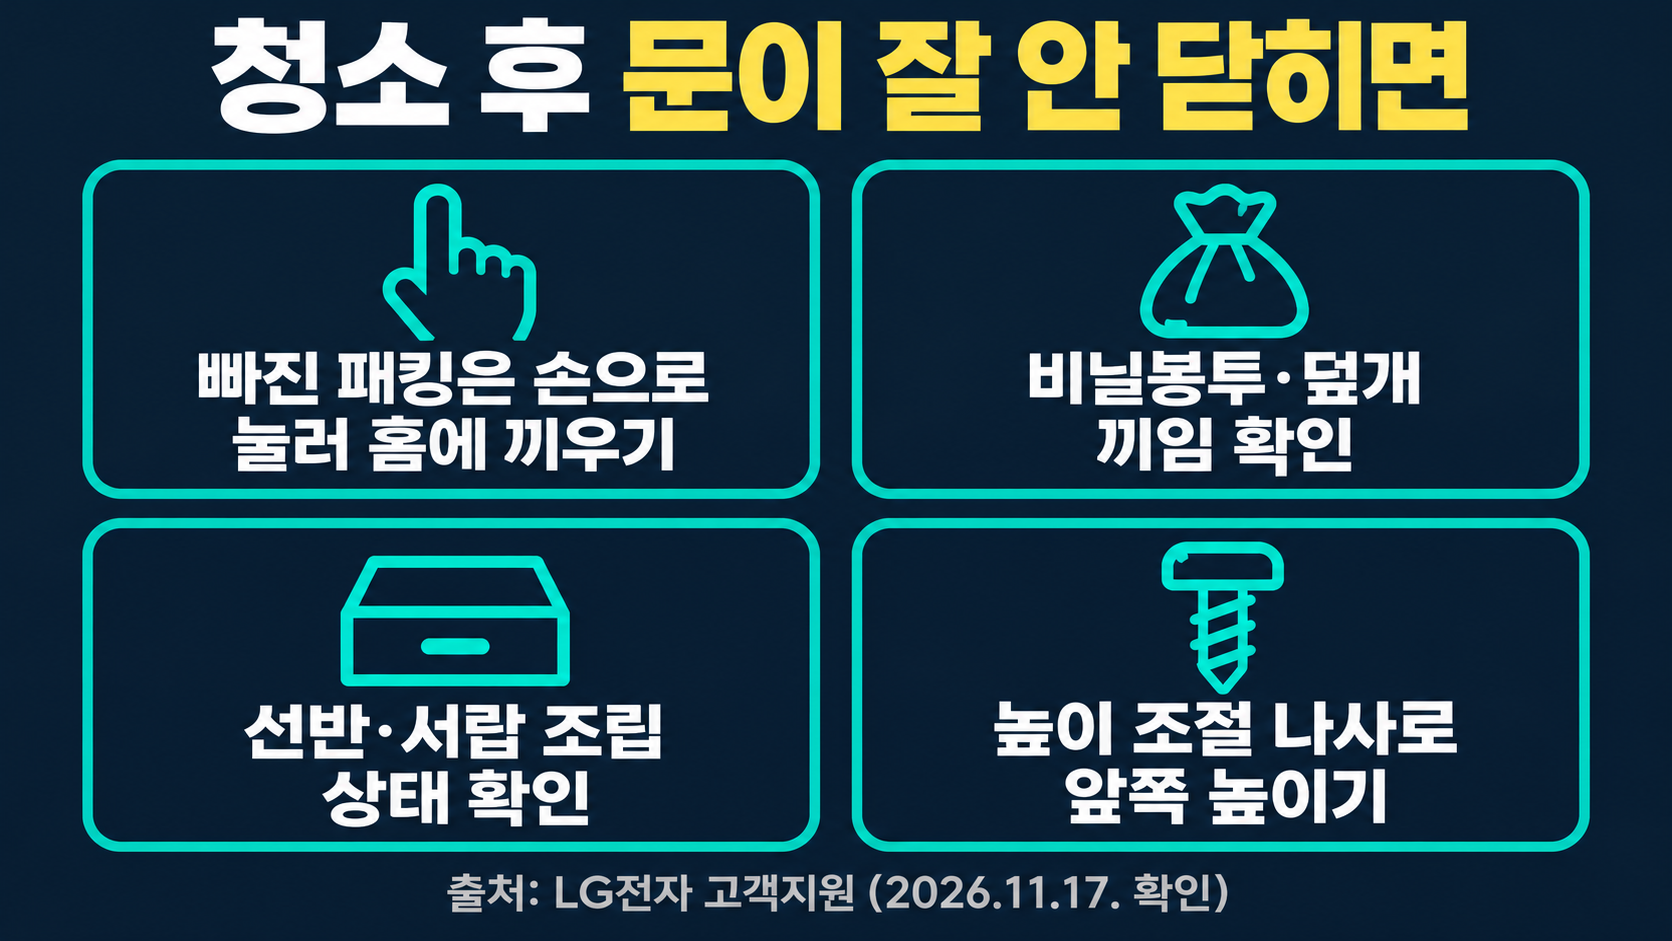 청소 후 문이 잘 안 닫히면
빠진 패킹은 손으로
눌러 홈에 끼우기
비닐봉투·덮개
끼임 확인
선반·서랍 조립
상태 확인
높이 조절 나사로
앞쪽 높이기
출처: LG전자 고객지원 (2026.11.17. 확인)